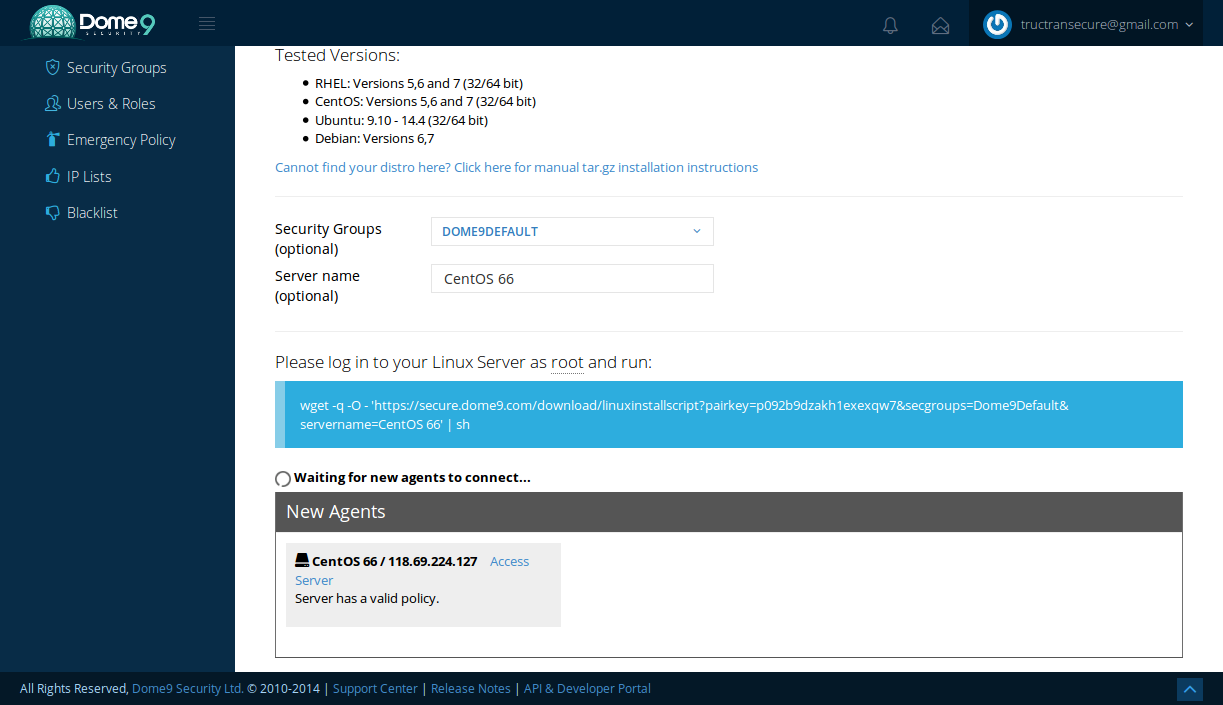 Dome9
SECURITY
tructransecure@gmail.com
Security Groups
Users & Roles
Emergency Policy
IP Lists
Blacklist
Tested Versions:
RHEL: Versions 5,6 and 7 (32/64 bit)
CentOS: Versions 5,6 and 7 (32/64 bit)
Ubuntu: 9.10 - 14.4 (32/64 bit)
Debian: Versions 6,7
Cannot find your distro here? Click here for manual tar.gz installation instructions
Security Groups
(optional)
DOME9DEFAULT
Server name
(optional)
CentOS 66
Please log in to your Linux Server as root and run:
wget -q -O - 'https://secure.dome9.com/download/linuxinstallscript?pairkey=p092b9dzakh1exexqw7&secgroups=Dome9Default&
servername=CentOS 66' | sh
Waiting for new agents to connect...
New Agents
CentOS 66 / 118.69.224.127 Access
Server
Server has a valid policy.
All Rights Reserved, Dome9 Security Ltd. © 2010-2014 | Support Center | Release Notes | API & Developer Portal